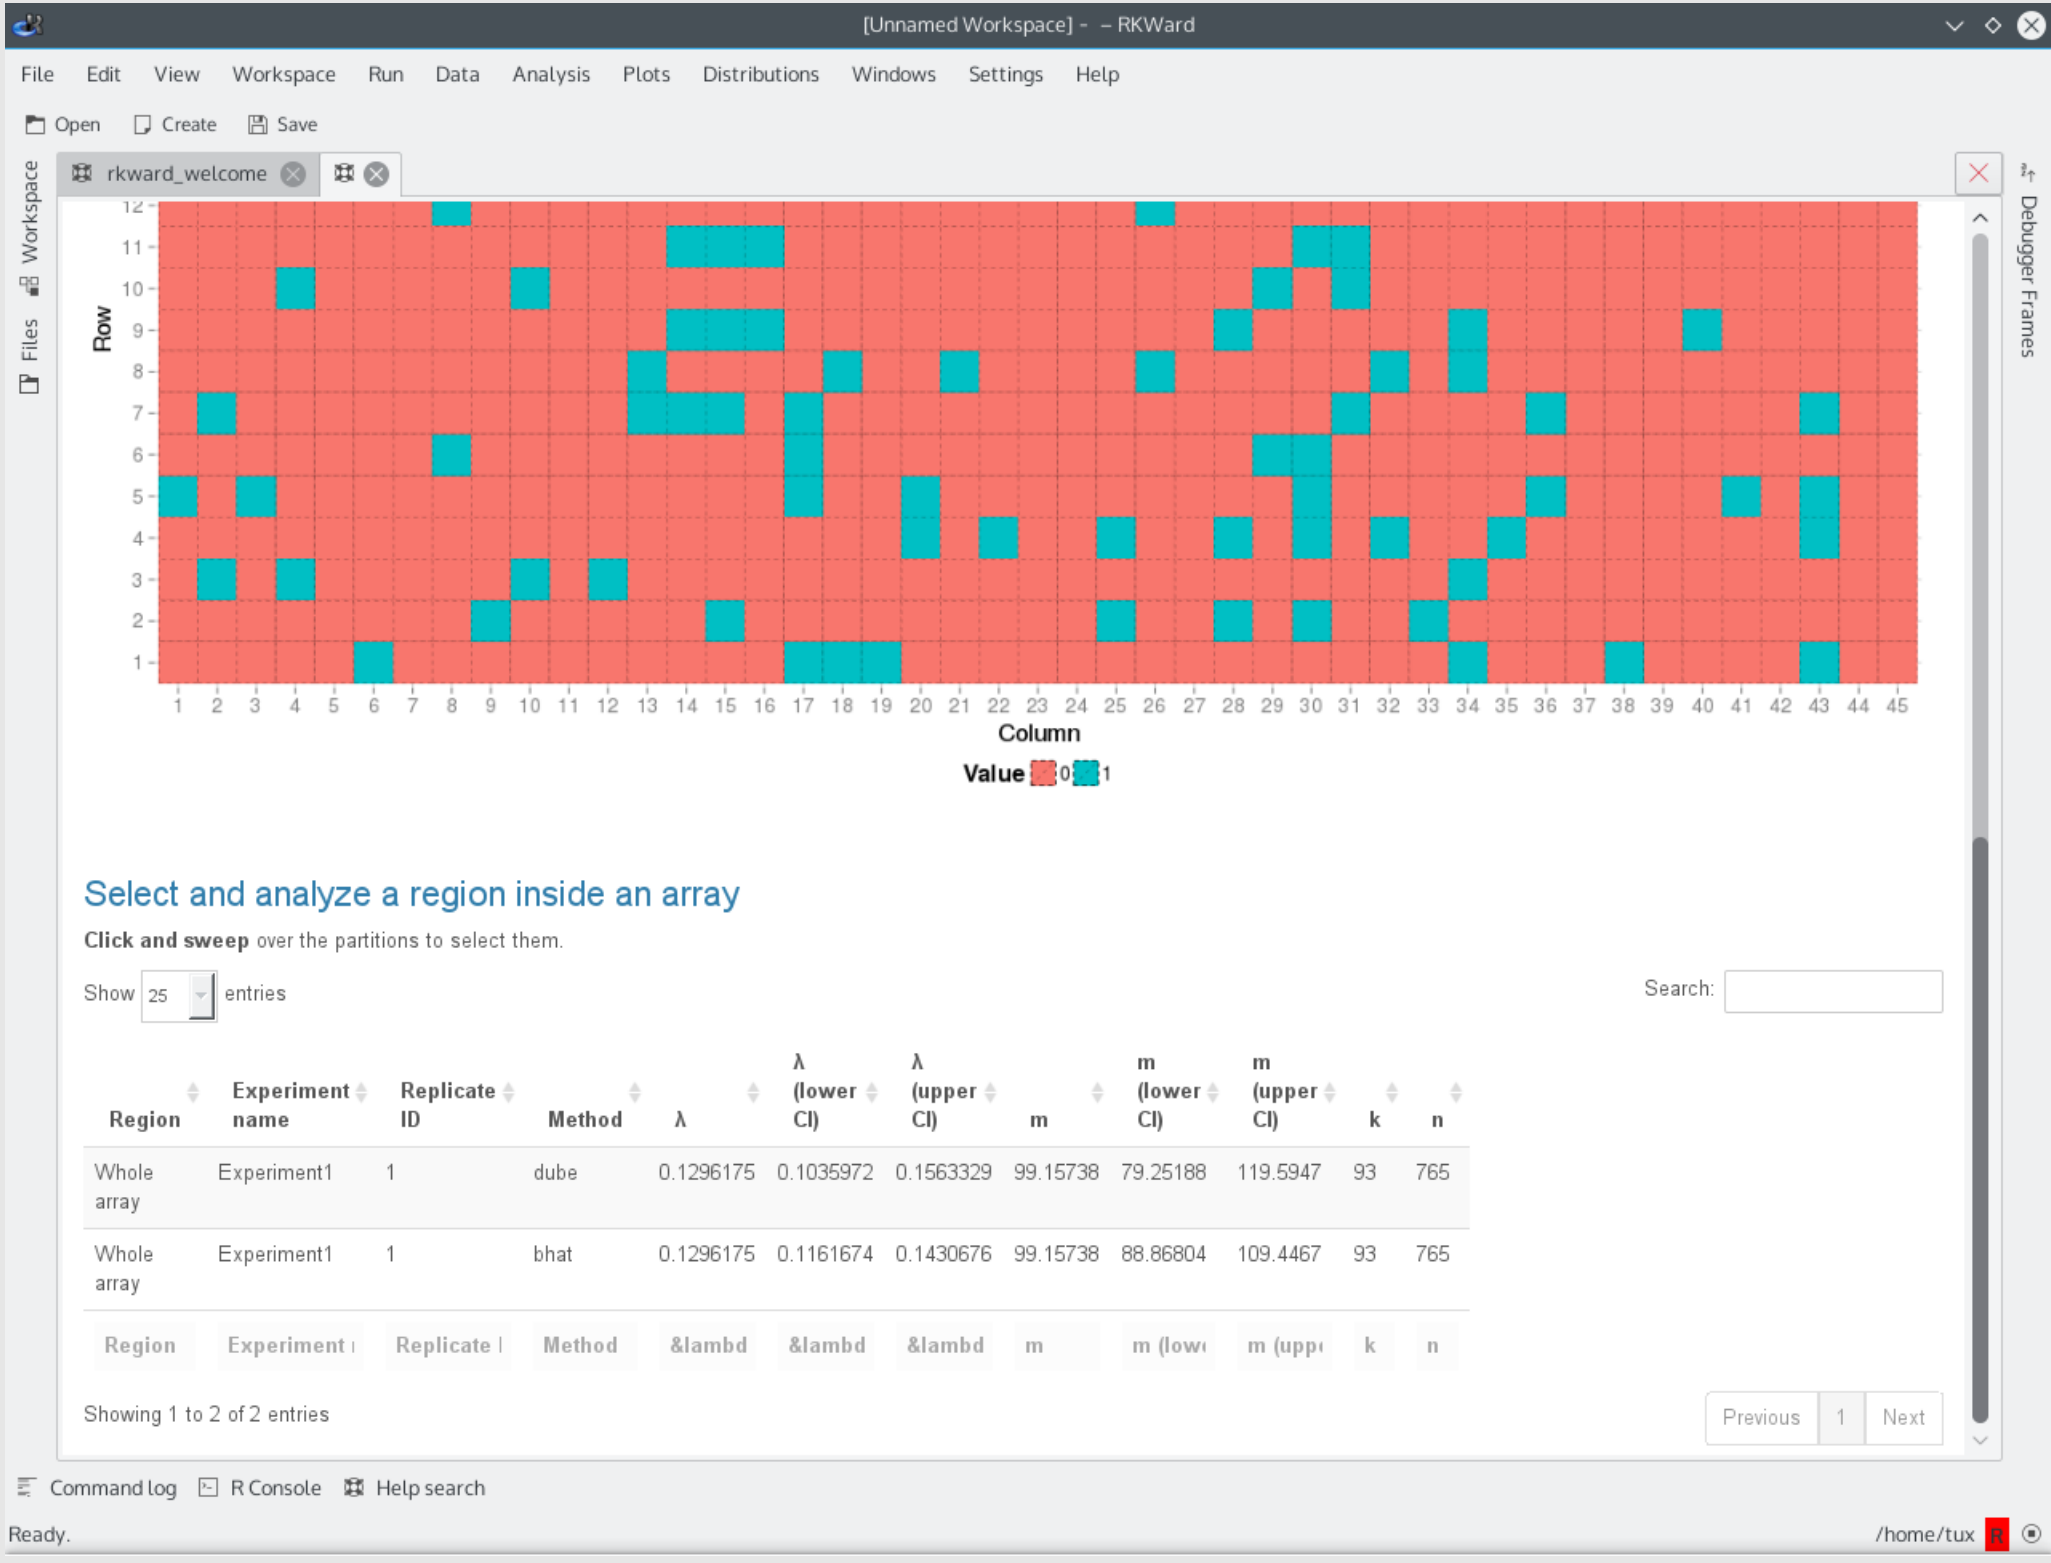 [Unnamed Workspace] - – RKWard
File Edit View Workspace Run Data Analysis Plots Distributions Windows Settings Help
Open Create Save
rkward_welcome
Workspace
Files
Debugger Frames
Row
12
11
10
9
8
7
6
5
4
3
2
1
1 2 3 4 5 6 7 8 9 10 11 12 13 14 15 16 17 18 19 20 21 22 23 24 25 26 27 28 29 30 31 32 33 34 35 36 37 38 39 40 41 42 43 44 45
Column
Value 0 1
Select and analyze a region inside an array
Click and sweep over the partitions to select them.
Show 25 entries
Search:
Region Experiment name Replicate ID Method λ λ (lower CI) λ (upper CI) m m (lower CI) m (upper CI) k n
Whole array Experiment1 1 dube 0.1296175 0.1035972 0.1563329 99.15738 79.25188 119.5947 93 765
Whole array Experiment1 1 bhat 0.1296175 0.1161674 0.1430676 99.15738 88.86804 109.4467 93 765
Region Experiment Replicate Method &lambd &lambd &lambd m m (low m (upp k n
Showing 1 to 2 of 2 entries
Previous 1 Next
Command log R Console Help search
Ready.
/home/tux R